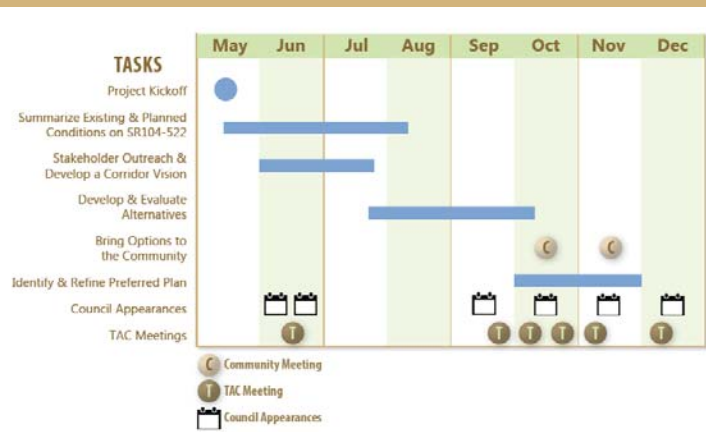 May Jun Jul Aug Sep Oct Nov Dec
TASKS
Project Kickoff
Summarize Existing & Planned
Conditions on SR104-522
Stakeholder Outreach &
Develop a Corridor Vision
Develop & Evaluate
Alternatives
Bring Options to
the Community
C C
Identify & Refine Preferred Plan
Council Appearances
TAC Meetings
T T T T T T
C Community Meeting
T TAC Meeting
Council Appearances